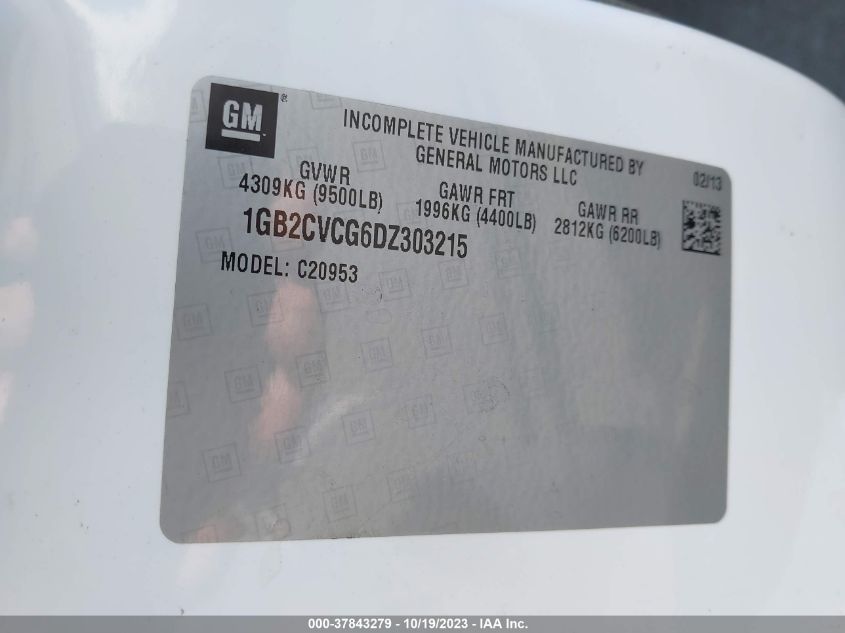 GM ®
INCOMPLETE VEHICLE MANUFACTURED BY
GENERAL MOTORS LLC
02/13
GVWR
4309KG (9500LB)
GAWR FRT
1996KG (4400LB)
GAWR RR
2812KG (6200LB)
1GB2CVCG6DZ303215
MODEL: C20953
000-37843279 - 10/19/2023 - IAA Inc.